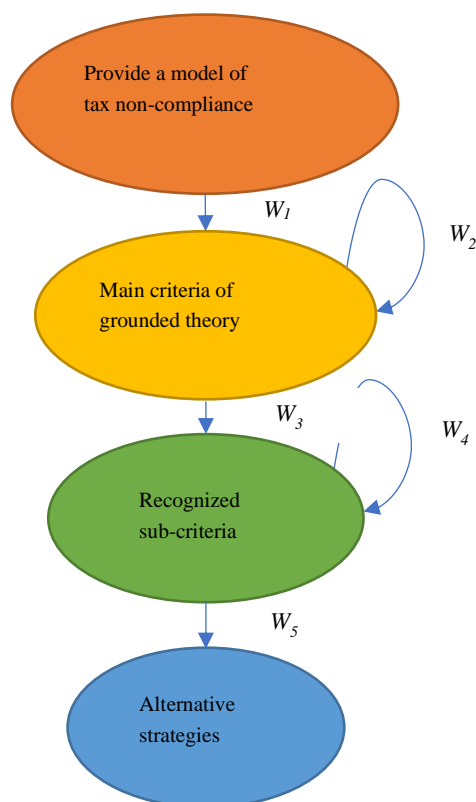 Provide a model of
tax non-compliance
W1
W2
Main criteria of
grounded theory
W3
W4
Recognized
sub-criteria
W5
Alternative
strategies